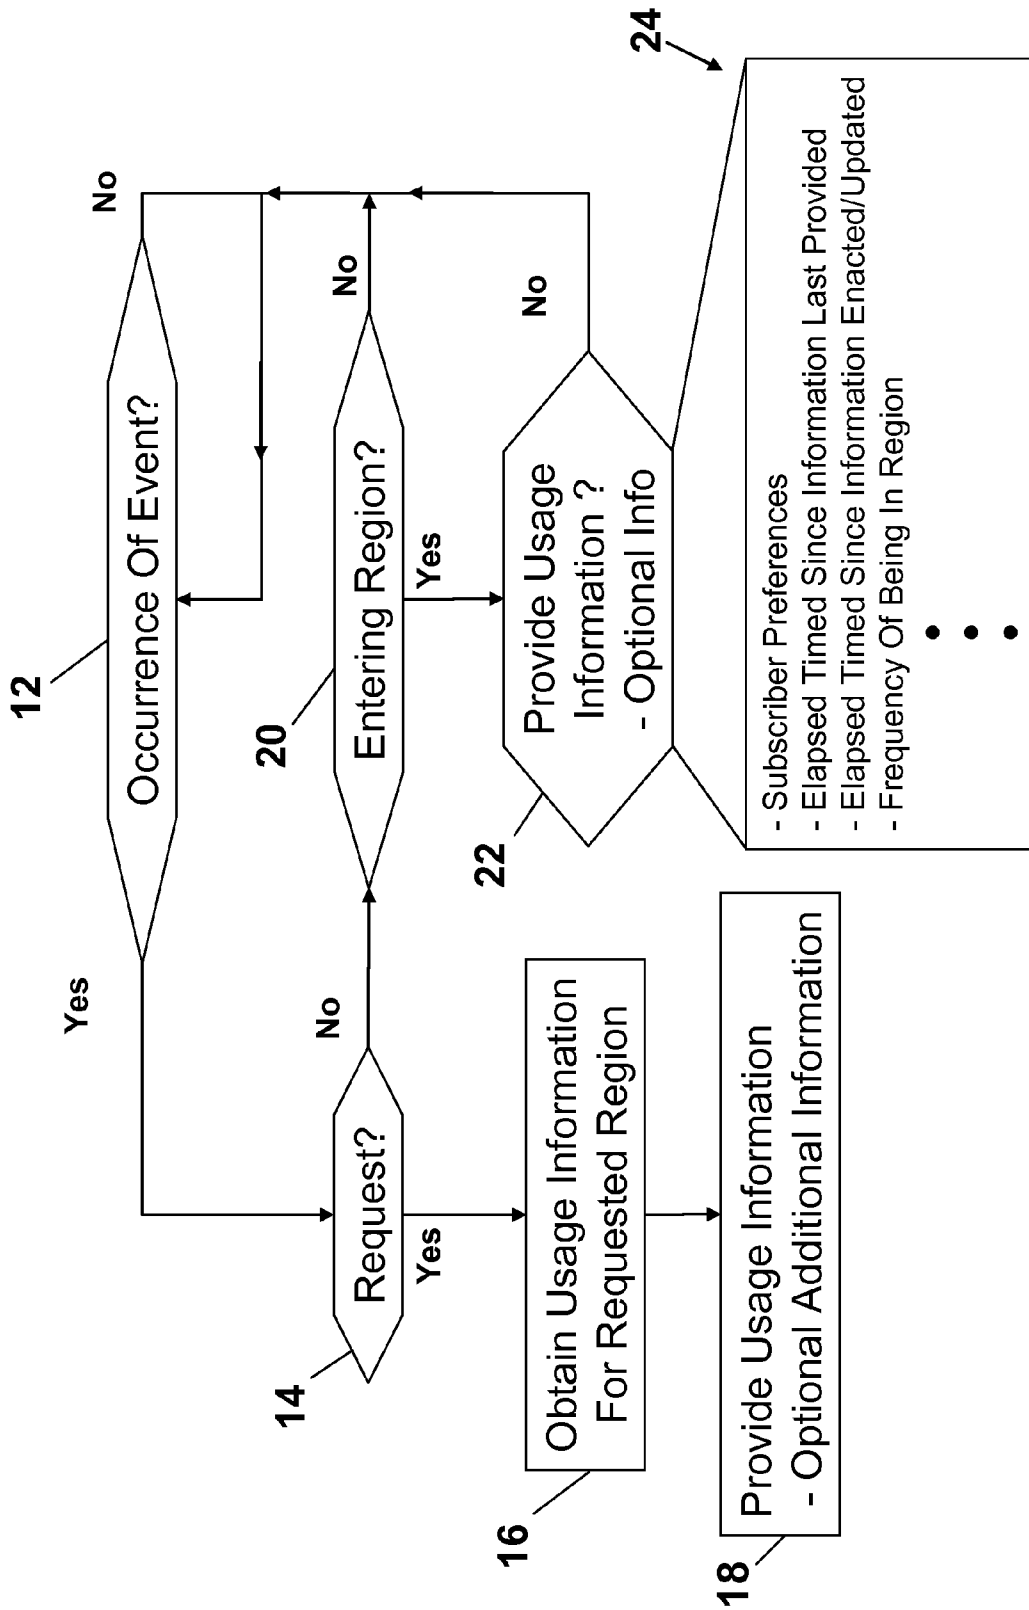 12
Occurrence Of Event?
Yes
No
14
Request?
No
Yes
20
Entering Region?
No
Yes
16
Obtain Usage Information
For Requested Region
22
Provide Usage
Information ?
- Optional Info
No
18
Provide Usage Information
- Optional Additional Information
24
- Subscriber Preferences
- Elapsed Timed Since Information Last Provided
- Elapsed Timed Since Information Enacted/Updated
- Frequency Of Being In Region